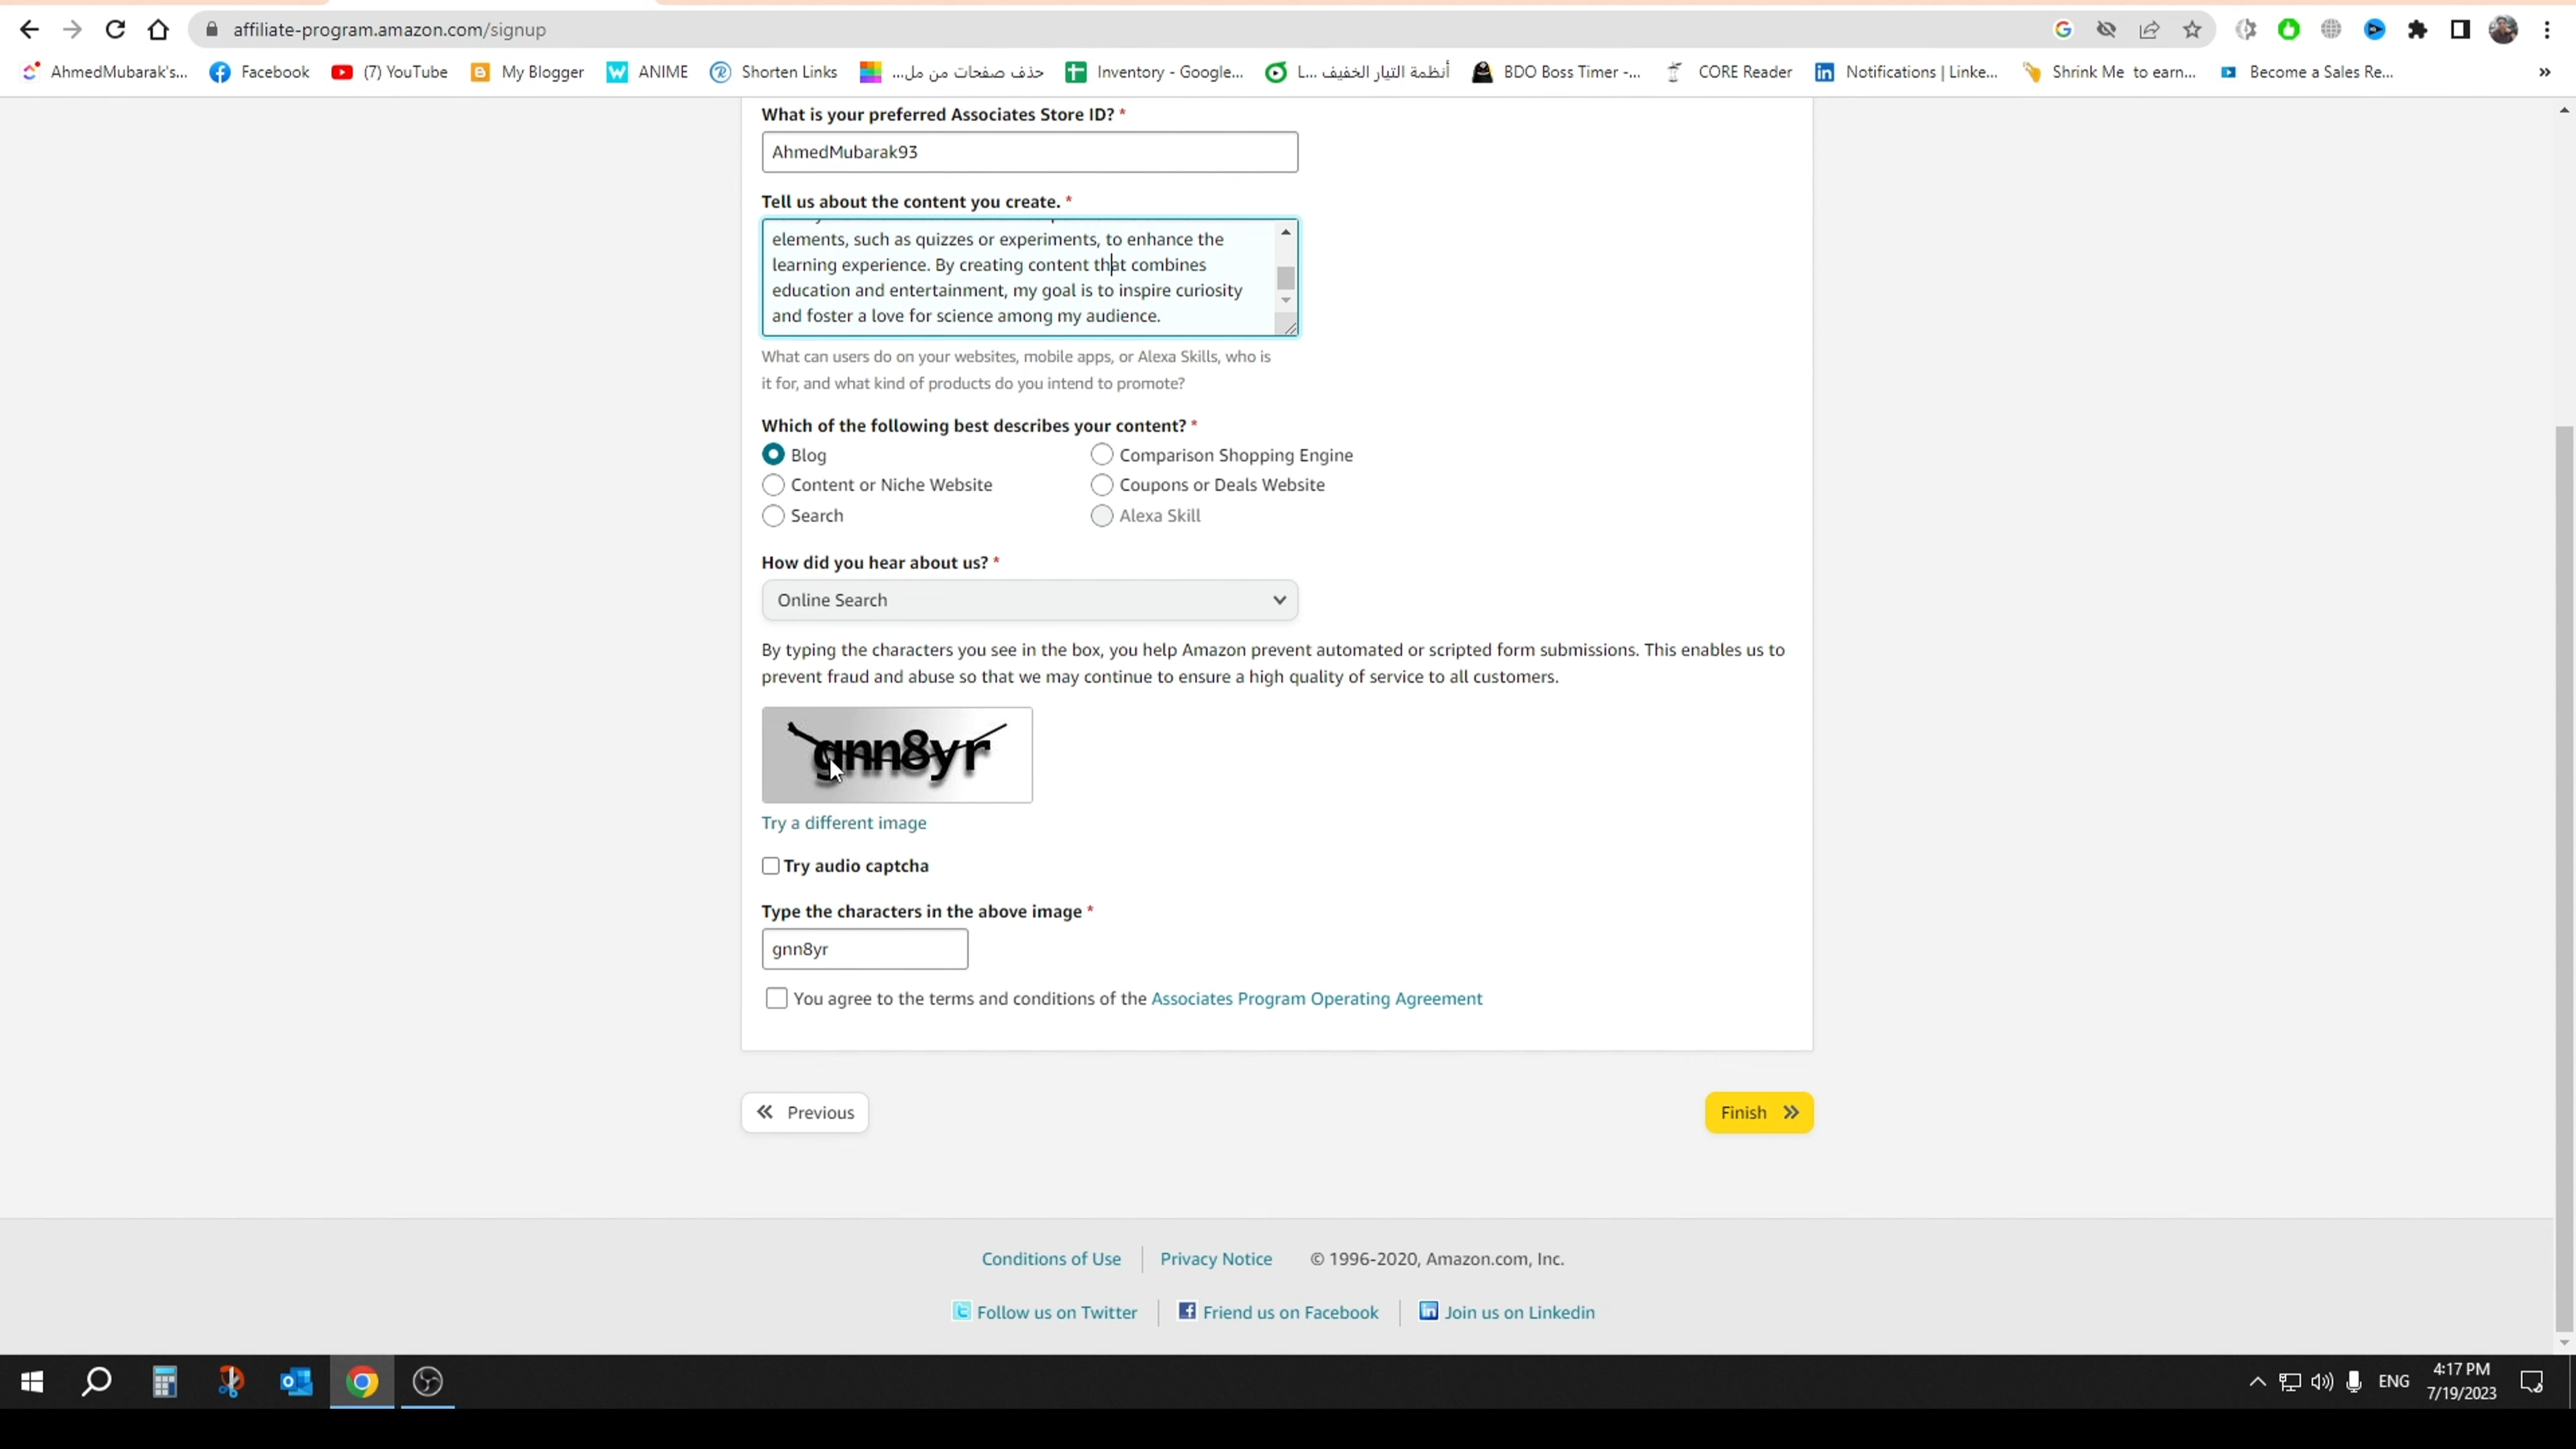 affiliate-program.amazon.com/signup
AhmedMubarak's...
Facebook
(7) YouTube
My Blogger
ANIME
Shorten Links
حذف صفحات من مل...
Inventory - Google...
أنظمة التيار الخفيف L...
BDO Boss Timer -...
CORE Reader
Notifications | Linke...
Shrink Me to earn...
Become a Sales Re...
What is your preferred Associates Store ID? *
AhmedMubarak93
Tell us about the content you create. *
elements, such as quizzes or experiments, to enhance the
learning experience. By creating content that combines
education and entertainment, my goal is to inspire curiosity
and foster a love for science among my audience.
What can users do on your websites, mobile apps, or Alexa Skills, who is
it for, and what kind of products do you intend to promote?
Which of the following best describes your content? *
Blog
Comparison Shopping Engine
Content or Niche Website
Coupons or Deals Website
Search
Alexa Skill
How did you hear about us? *
Online Search
By typing the characters you see in the box, you help Amazon prevent automated or scripted form submissions. This enables us to
prevent fraud and abuse so that we may continue to ensure a high quality of service to all customers.
gnn8yr
Try a different image
Try audio captcha
Type the characters in the above image *
gnn8yr
You agree to the terms and conditions of the Associates Program Operating Agreement
Previous
Finish
Conditions of Use
Privacy Notice
© 1996-2020, Amazon.com, Inc.
Follow us on Twitter
Friend us on Facebook
Join us on Linkedin
ENG
4:17 PM
7/19/2023